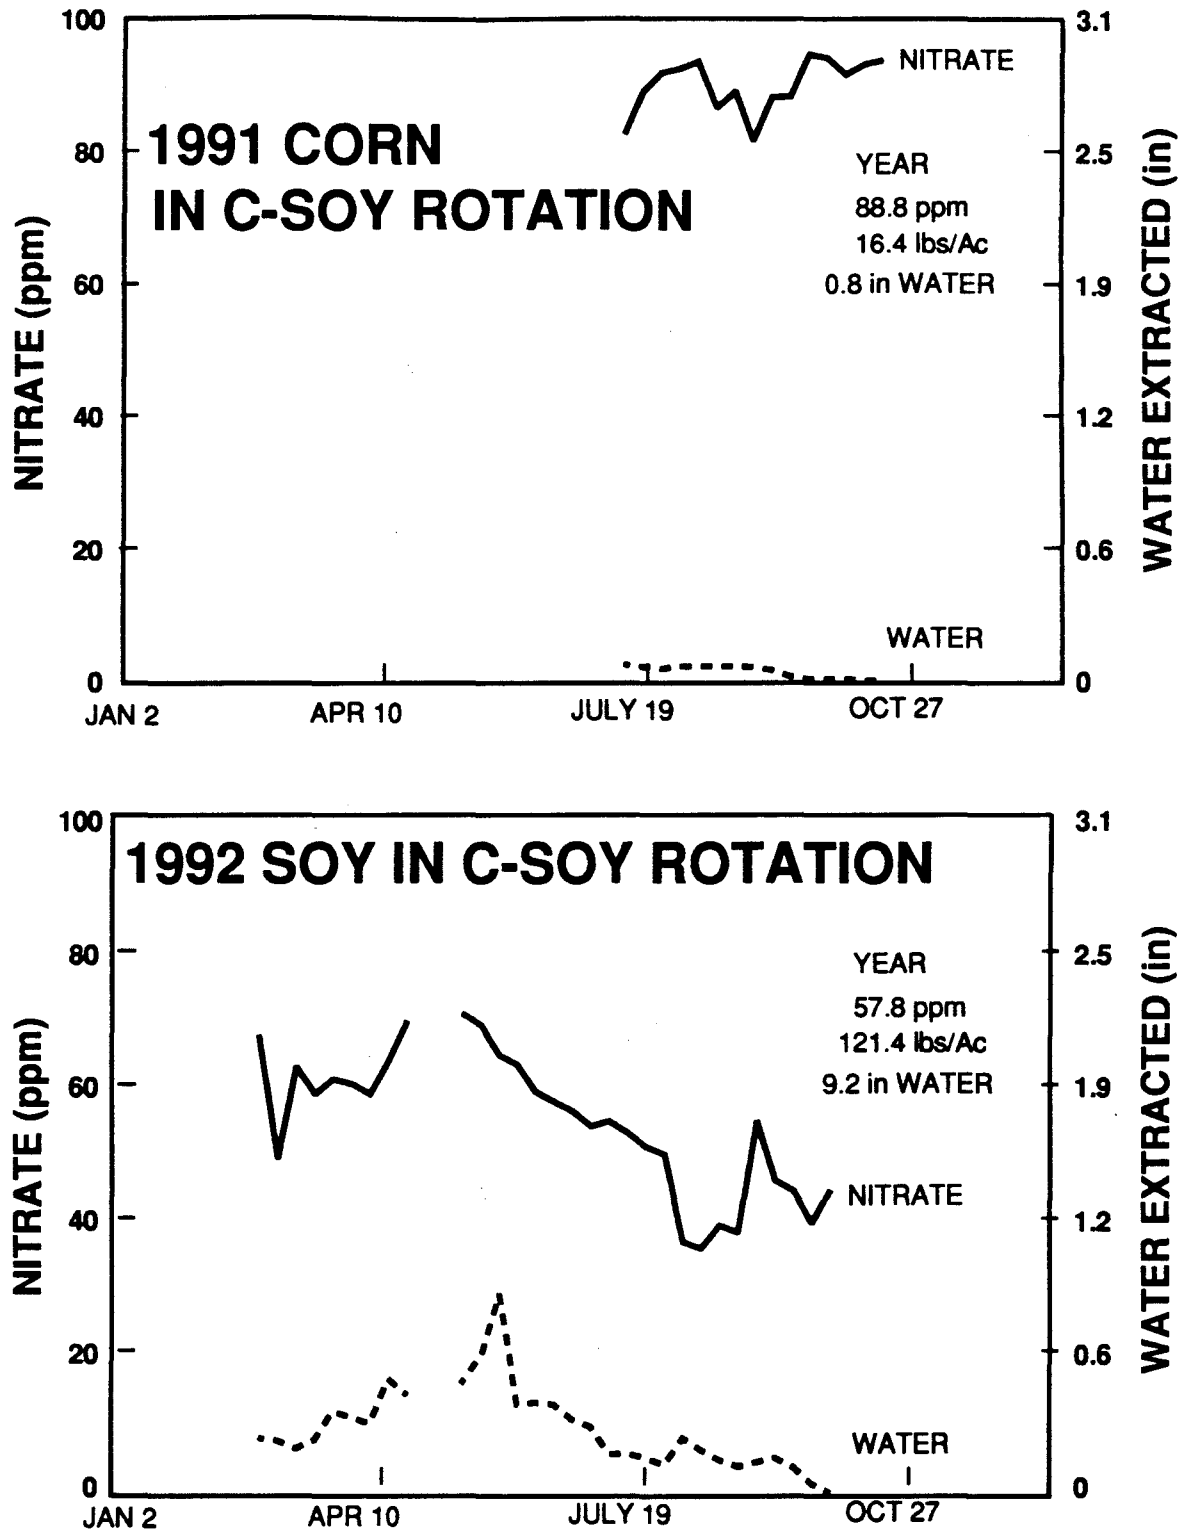 100
3.1
NITRATE
1991 CORN
IN C-SOY ROTATION
80
2.5
YEAR
88.8 ppm
16.4 lbs/Ac
0.8 in WATER
60
1.9
NITRATE (ppm)
WATER EXTRACTED (in)
40
1.2
20
0.6
WATER
0
0
JAN 2
APR 10
JULY 19
OCT 27
100
3.1
1992 SOY IN C-SOY ROTATION
80
2.5
YEAR
57.8 ppm
121.4 lbs/Ac
9.2 in WATER
60
1.9
NITRATE (ppm)
WATER EXTRACTED (in)
NITRATE
40
1.2
20
0.6
WATER
0
0
JAN 2
APR 10
JULY 19
OCT 27